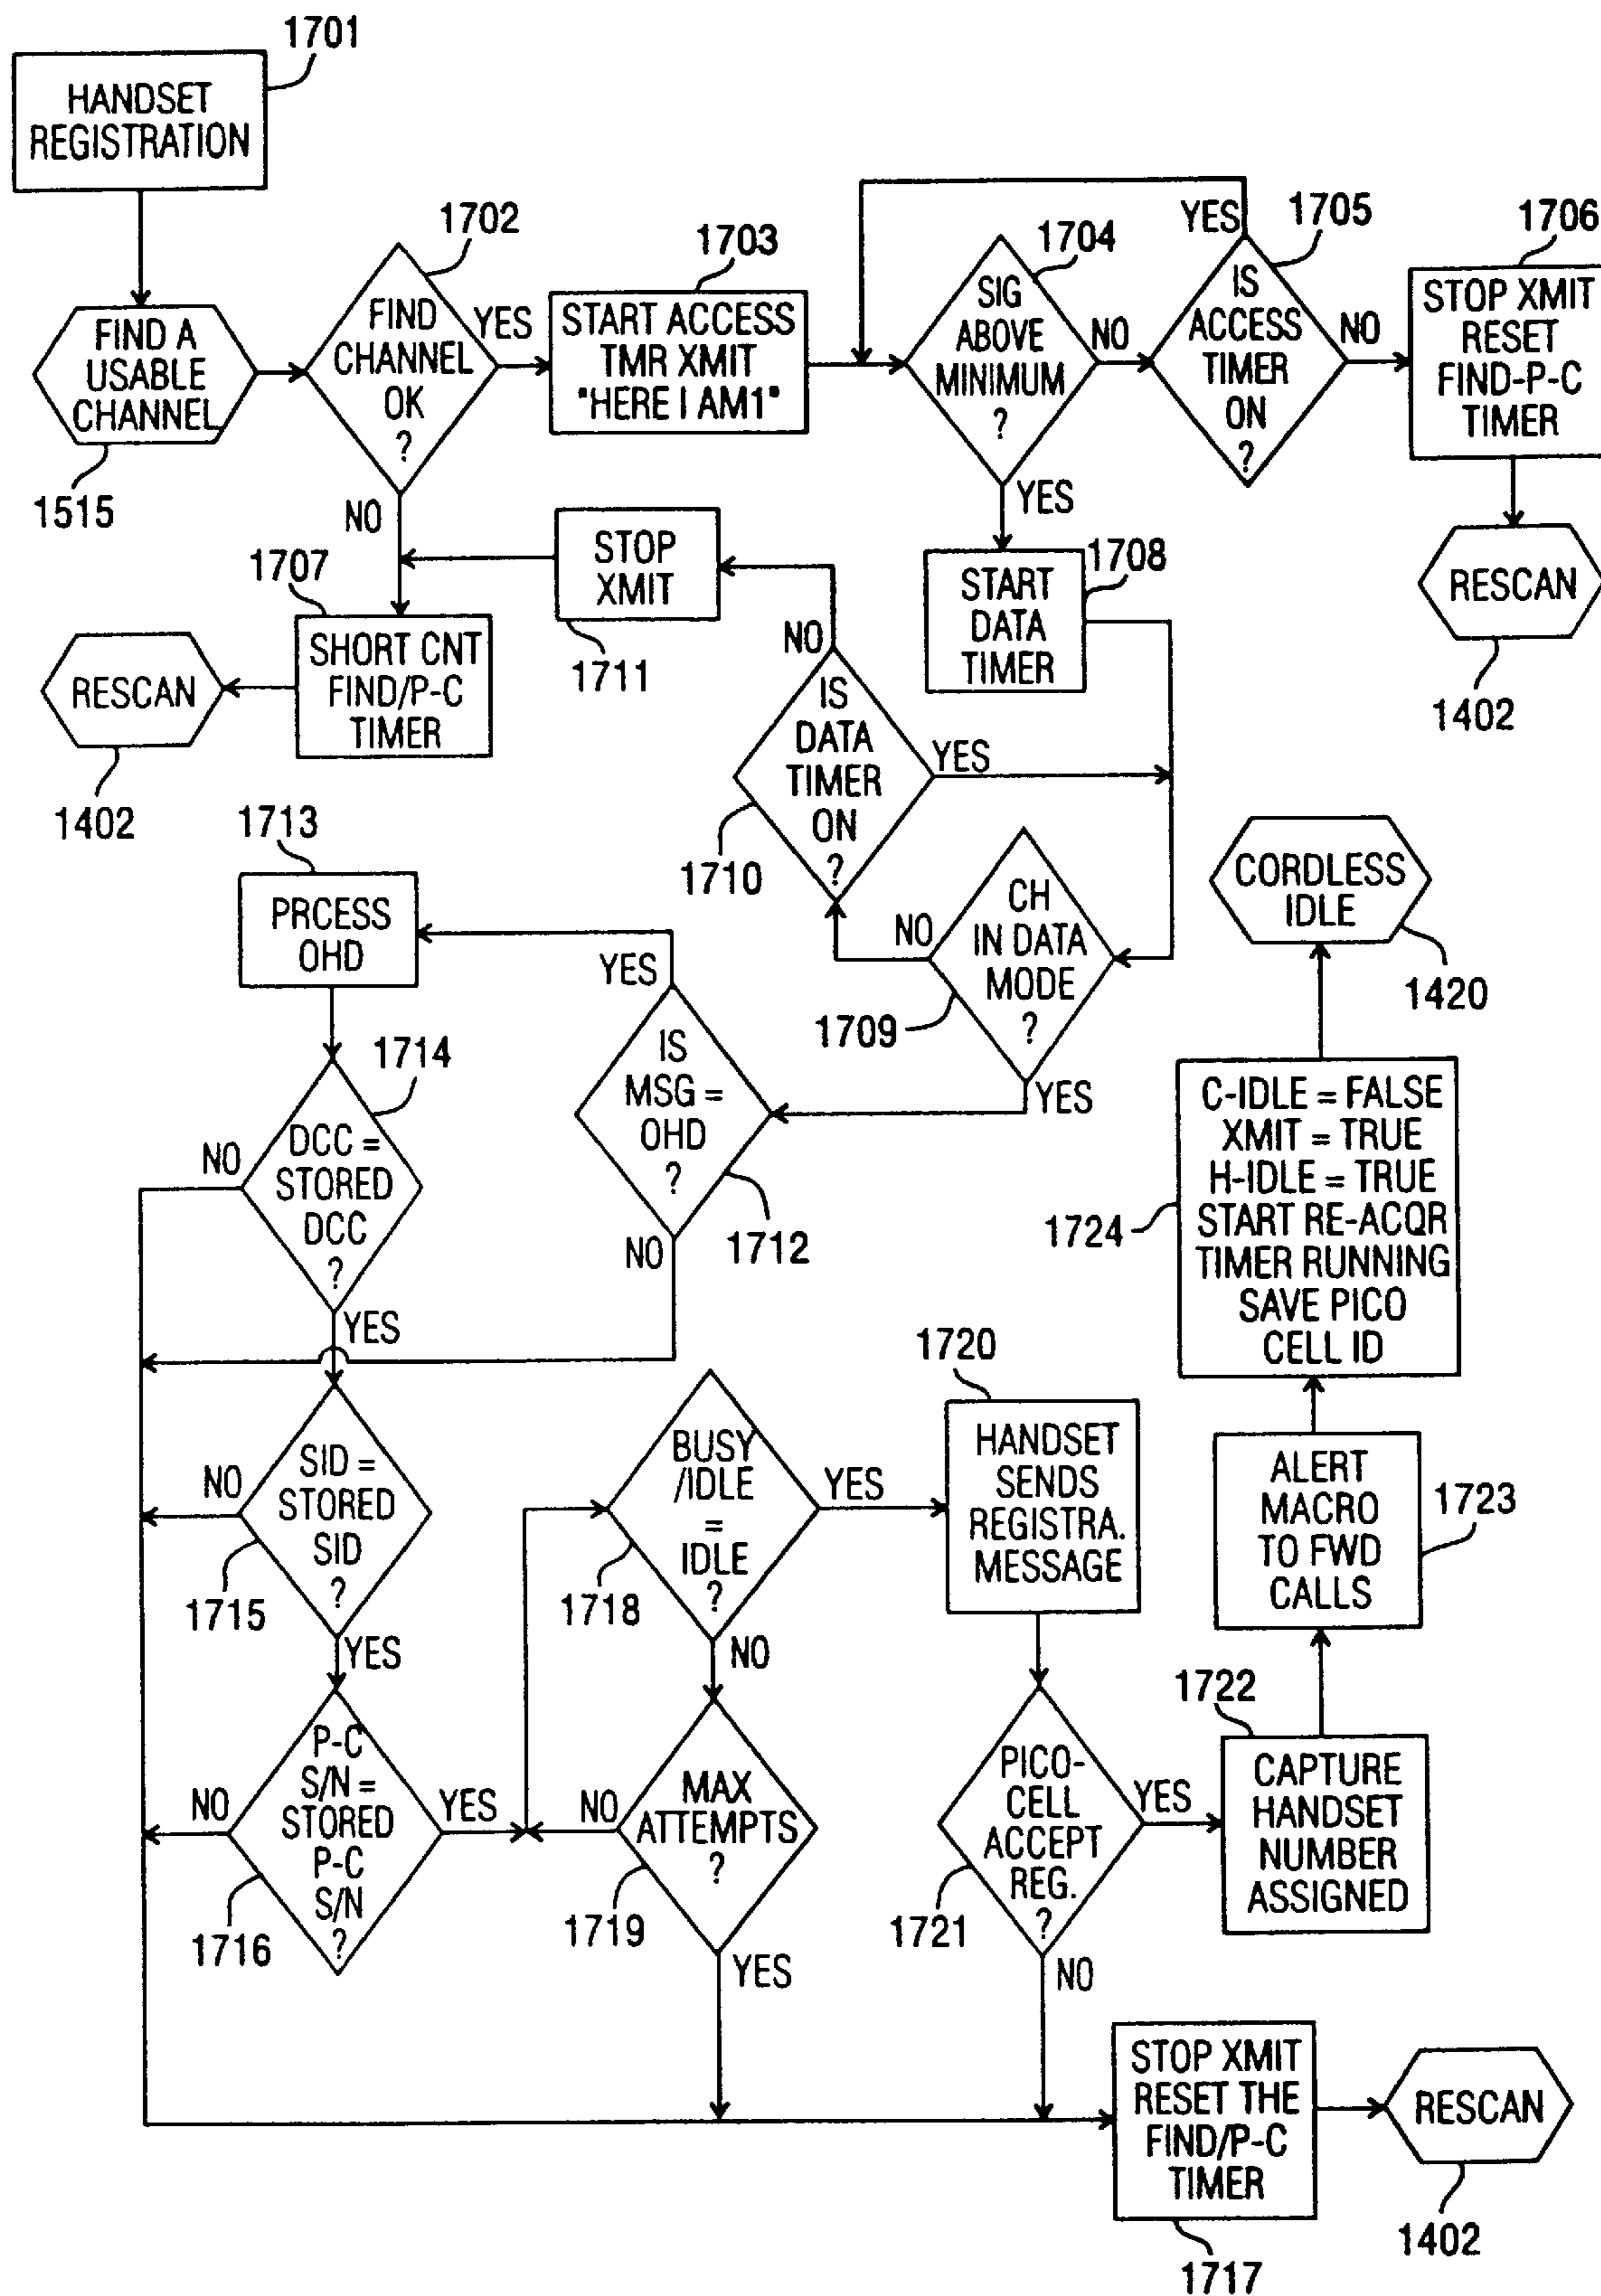 1701
HANDSET
REGISTRATION
1702
1703
1704
YES
1705
1706
FIND A
USABLE
CHANNEL
1515
FIND
CHANNEL
OK
?
YES
NO
START ACCESS
TMR XMIT
"HERE I AM1"
SIG
ABOVE
MINIMUM
?
NO
YES
IS
ACCESS
TIMER
ON
?
NO
STOP XMIT
RESET
FIND-P-C
TIMER
RESCAN
1402
1707
SHORT CNT
FIND/P-C
TIMER
RESCAN
1402
STOP
XMIT
1711
1708
START
DATA
TIMER
NO
IS
DATA
TIMER
ON
?
YES
1710
CH
IN DATA
MODE
?
NO
1709
YES
CORDLESS
IDLE
1420
1713
PRCESS
OHD
YES
IS
MSG =
OHD
?
1712
NO
1714
DCC =
STORED
DCC
?
NO
YES
1724
C-IDLE = FALSE
XMIT = TRUE
H-IDLE = TRUE
START RE-ACQR
TIMER RUNNING
SAVE PICO
CELL ID
SID =
STORED
SID
?
NO
1715
YES
BUSY
/IDLE
=
IDLE
?
YES
1718
NO
1720
HANDSET
SENDS
REGISTRA.
MESSAGE
ALERT
MACRO
TO FWD
CALLS
1723
P-C
S/N =
STORED
P-C
S/N
?
NO
YES
1716
MAX
ATTEMPTS
?
NO
1719
YES
PICO-
CELL
ACCEPT
REG.
?
YES
1721
NO
1722
CAPTURE
HANDSET
NUMBER
ASSIGNED
STOP XMIT
RESET THE
FIND/P-C
TIMER
1717
RESCAN
1402